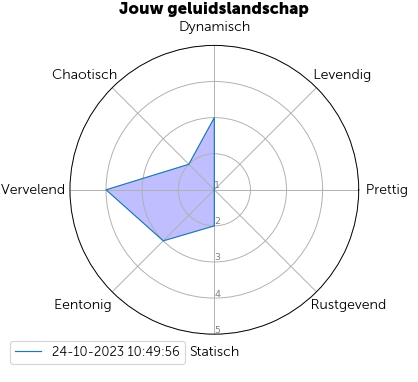 Jouw geluidslandschap
Dynamisch
Chaotisch
Levendig
Vervelend
Prettig
1
2
3
4
5
Eentonig
Rustgevend
24-10-2023 10:49:56
Statisch